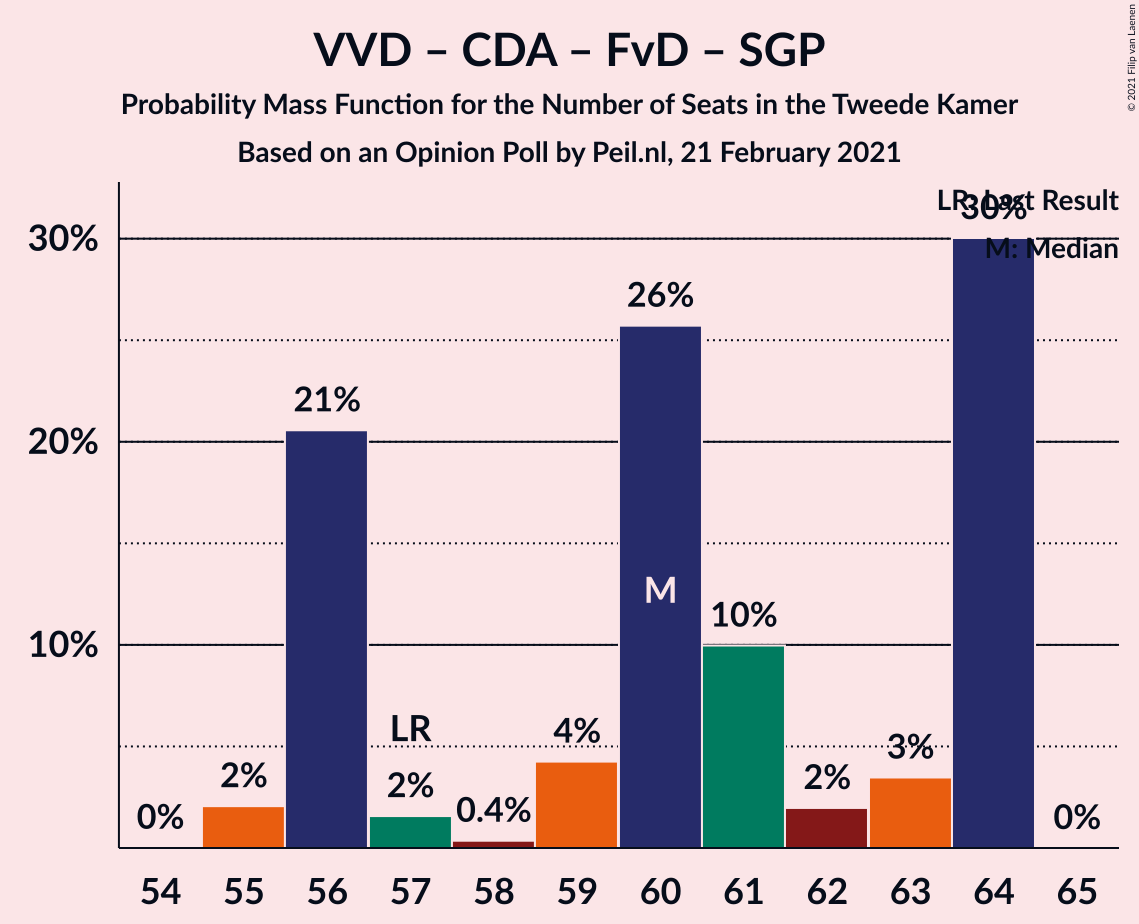 VVD – CDA – FvD – SGP
Probability Mass Function for the Number of Seats in the Tweede Kamer
Based on an Opinion Poll by Peil.nl, 21 February 2021
© 2021 Filip van Laenen
LR: Last Result
M: Median
30%
20%
10%
0%
2%
21%
LR
2%
0.4%
4%
26%
M
10%
2%
3%
30%
0%
54 55 56 57 58 59 60 61 62 63 64 65